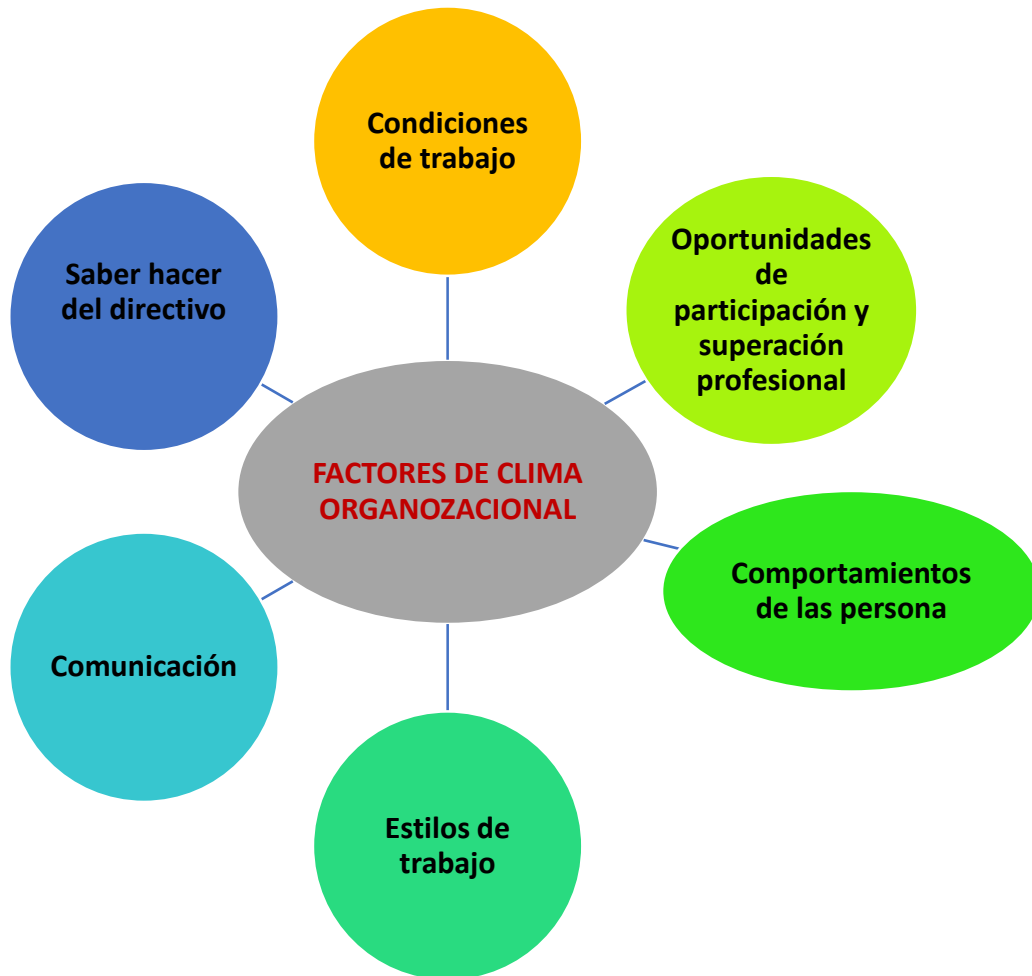 Condiciones
de trabajo
Oportunidades
de
participación y
superación
profesional
Saber hacer
del directivo
FACTORES DE CLIMA
ORGANOZACIONAL
Comportamientos
de las persona
Comunicación
Estilos de
trabajo